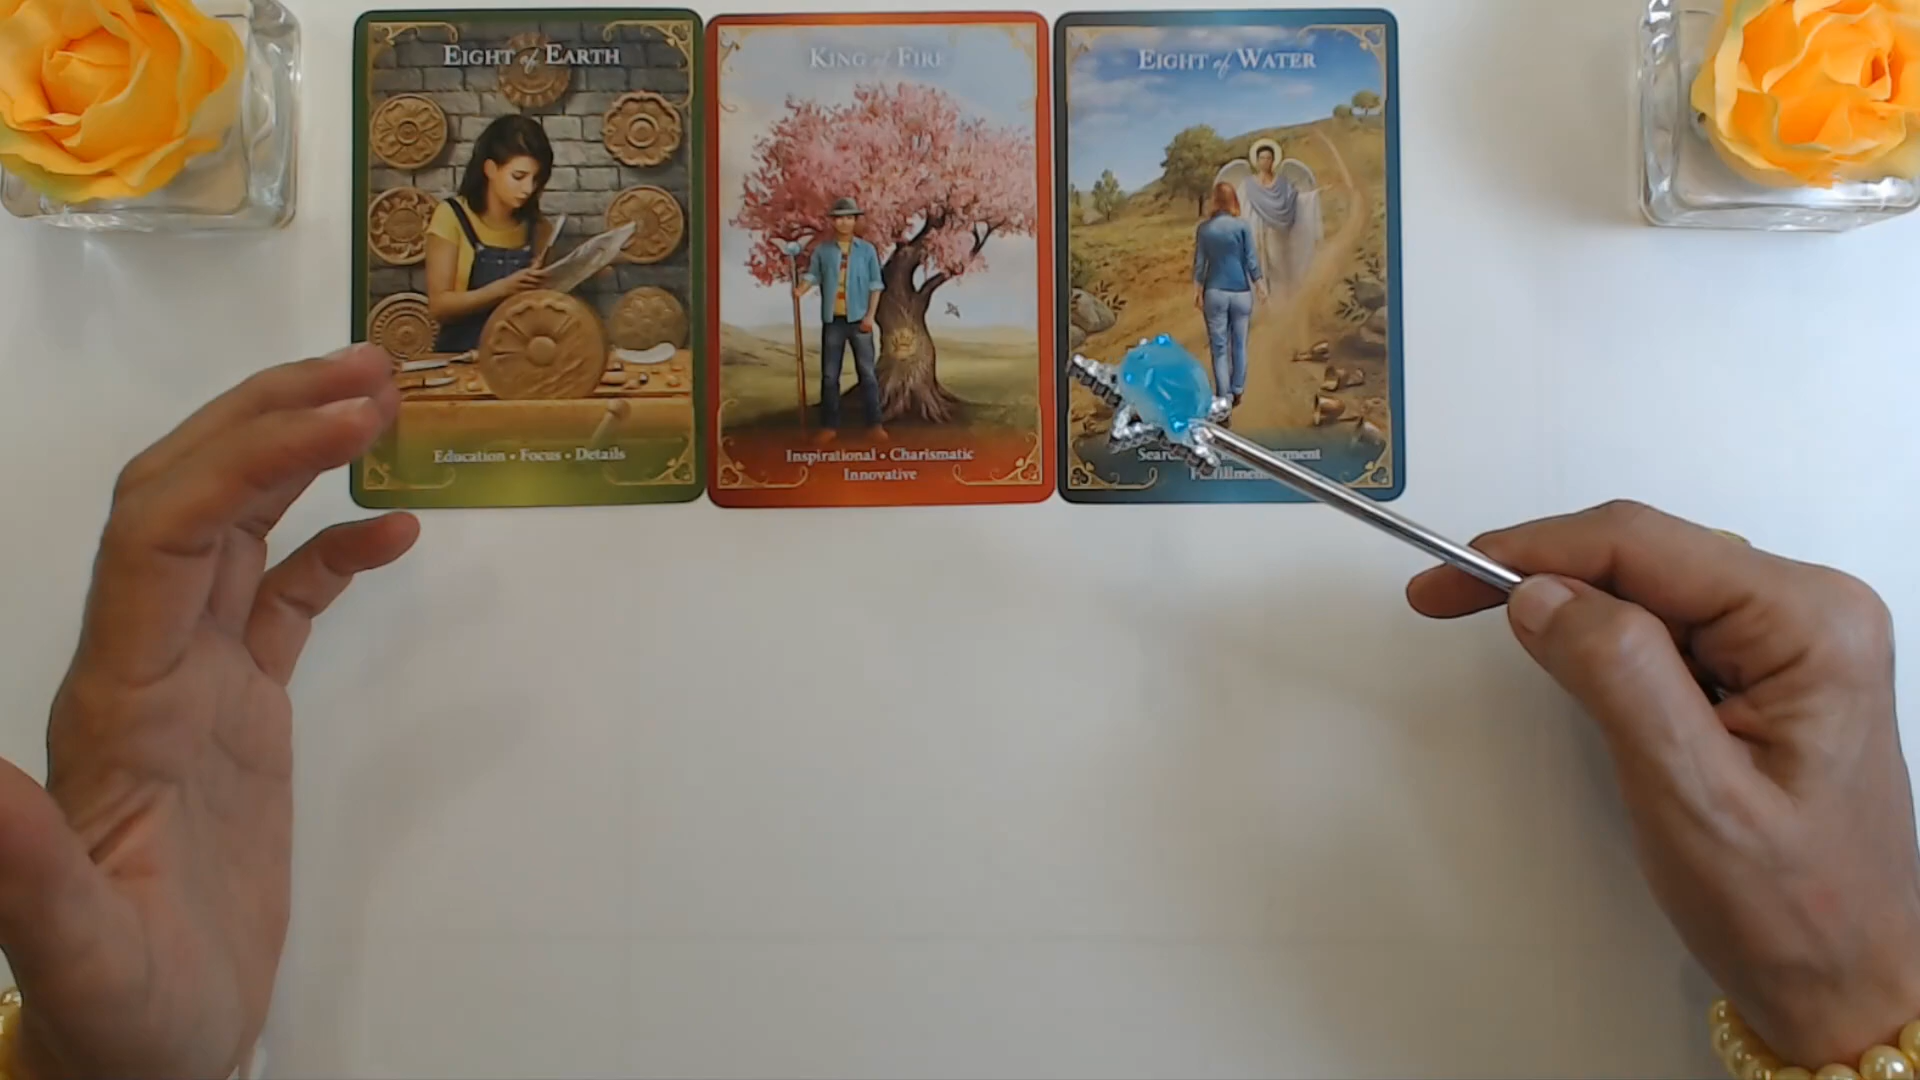 EIGHT of EARTH
Education • Focus • Details
KING of FIRE
Inspirational • Charismatic
Innovative
EIGHT of WATER